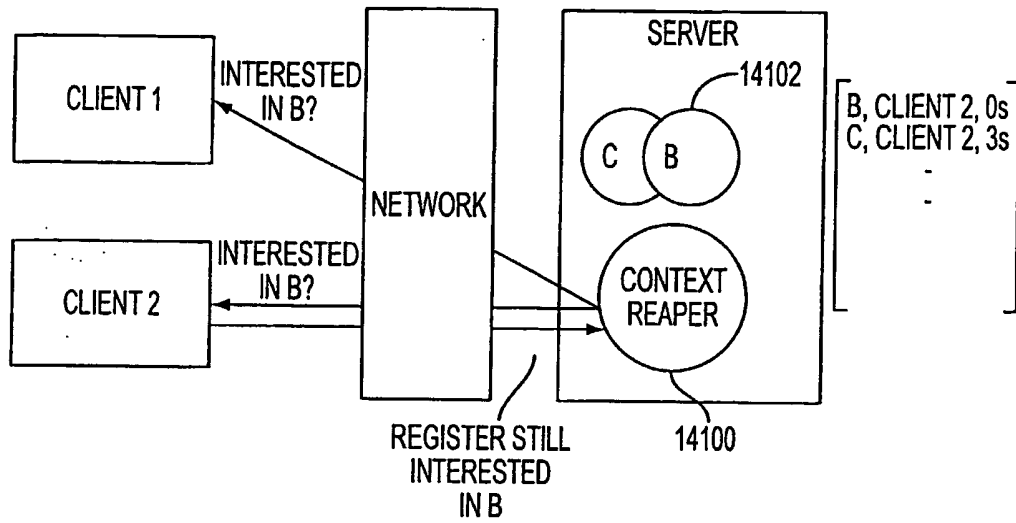 CLIENT 1
INTERESTED
IN B?
CLIENT 2
INTERESTED
IN B?
NETWORK
REGISTER STILL
INTERESTED
IN B
SERVER
14102
C
B
CONTEXT
REAPER
14100
B, CLIENT 2, 0s
C, CLIENT 2, 3s
-
-